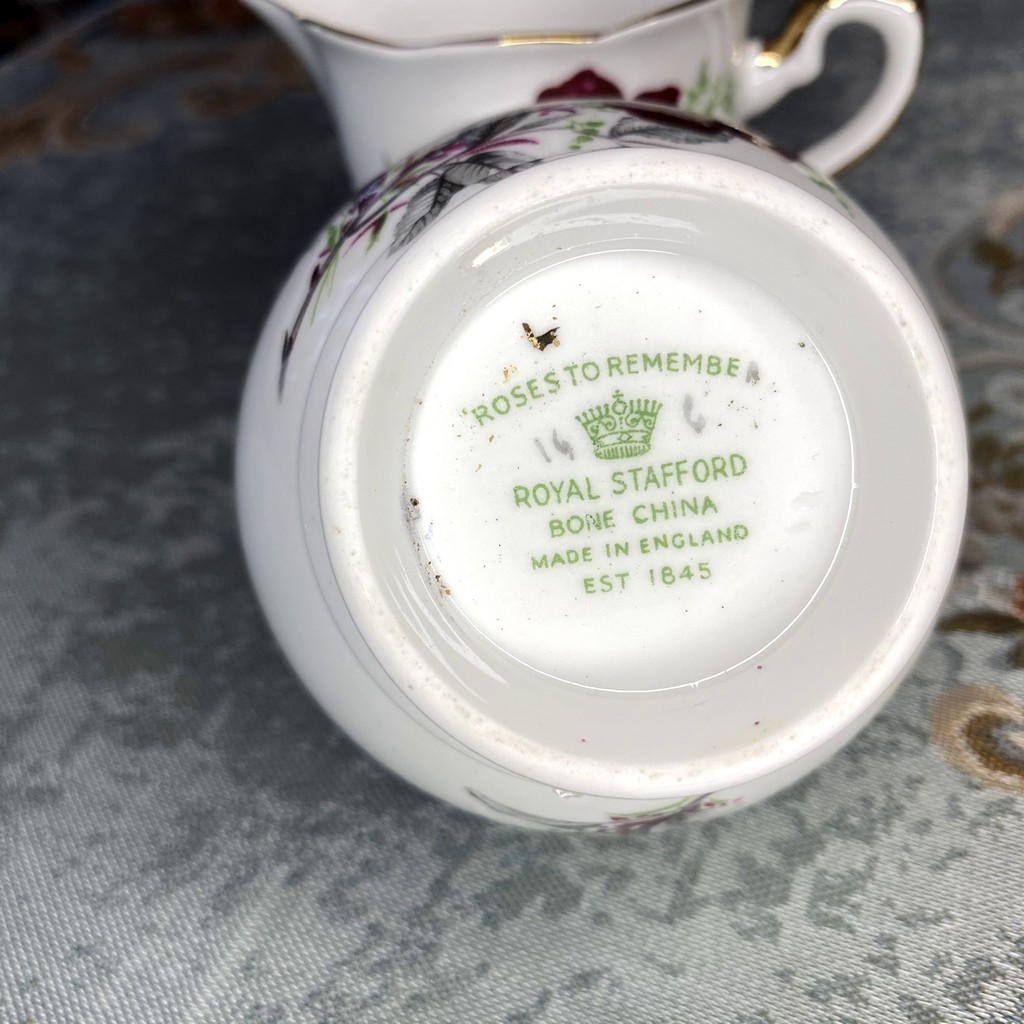 'ROSES TO REMEMBER
ROYAL STAFFORD
BONE CHINA
MADE IN ENGLAND
EST 1845